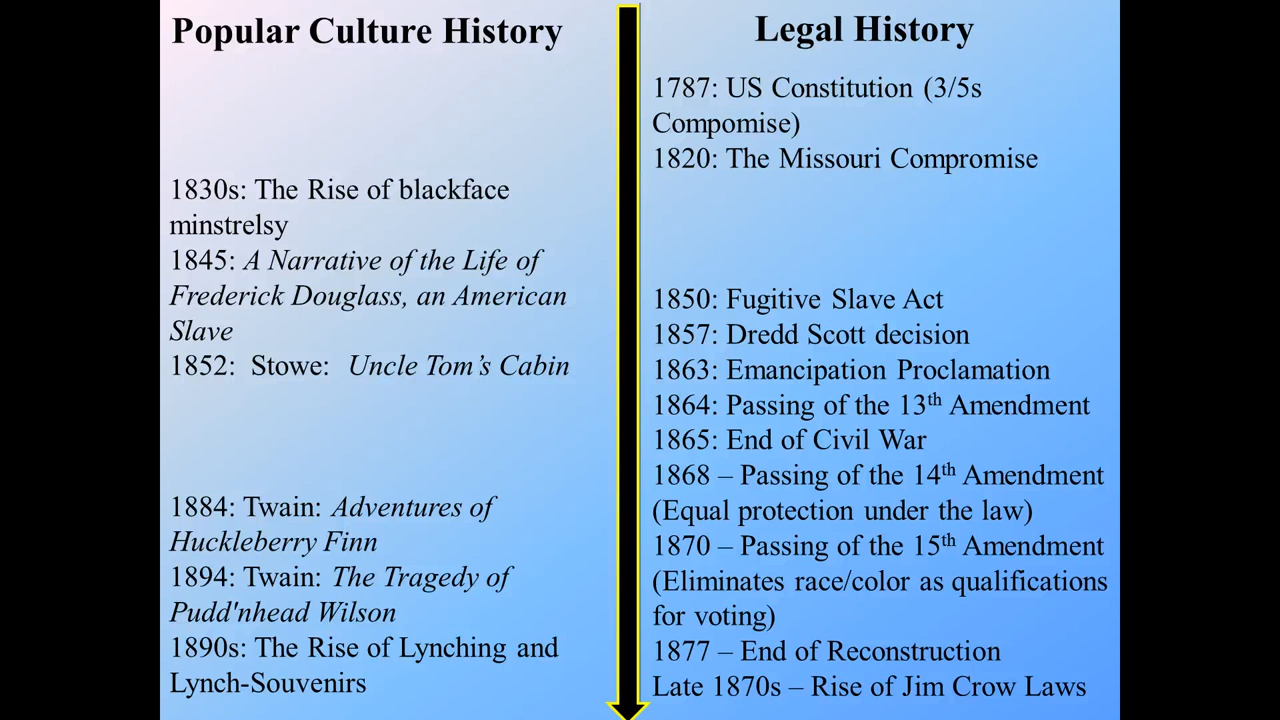 Popular Culture History
1830s: The Rise of blackface
minstrelsy
1845: A Narrative of the Life of
Frederick Douglass, an American
Slave
1852:  Stowe:  Uncle Tom’s Cabin
1884: Twain: Adventures of
Huckleberry Finn
1894: Twain: The Tragedy of
Pudd'nhead Wilson
1890s: The Rise of Lynching and
Lynch-Souvenirs
Legal History
1787: US Constitution (3/5s
Compomise)
1820: The Missouri Compromise
1850: Fugitive Slave Act
1857: Dredd Scott decision
1863: Emancipation Proclamation
1864: Passing of the 13th Amendment
1865: End of Civil War
1868 – Passing of the 14th Amendment
(Equal protection under the law)
1870 – Passing of the 15th Amendment
(Eliminates race/color as qualifications
for voting)
1877 – End of Reconstruction
Late 1870s – Rise of Jim Crow Laws